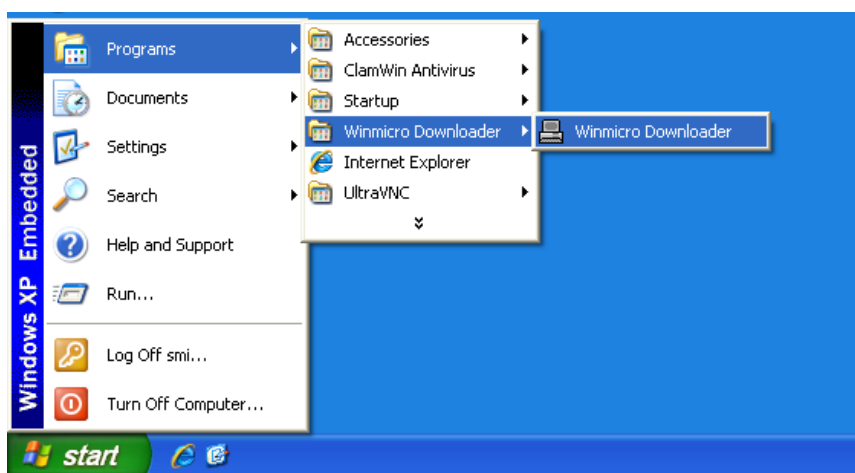 Windows XP Embedded
Programs
Documents
Settings
Search
Help and Support
Run...
Log Off smi...
Turn Off Computer...
Accessories
ClamWin Antivirus
Startup
Winmicro Downloader
Internet Explorer
UltraVNC
Winmicro Downloader
start